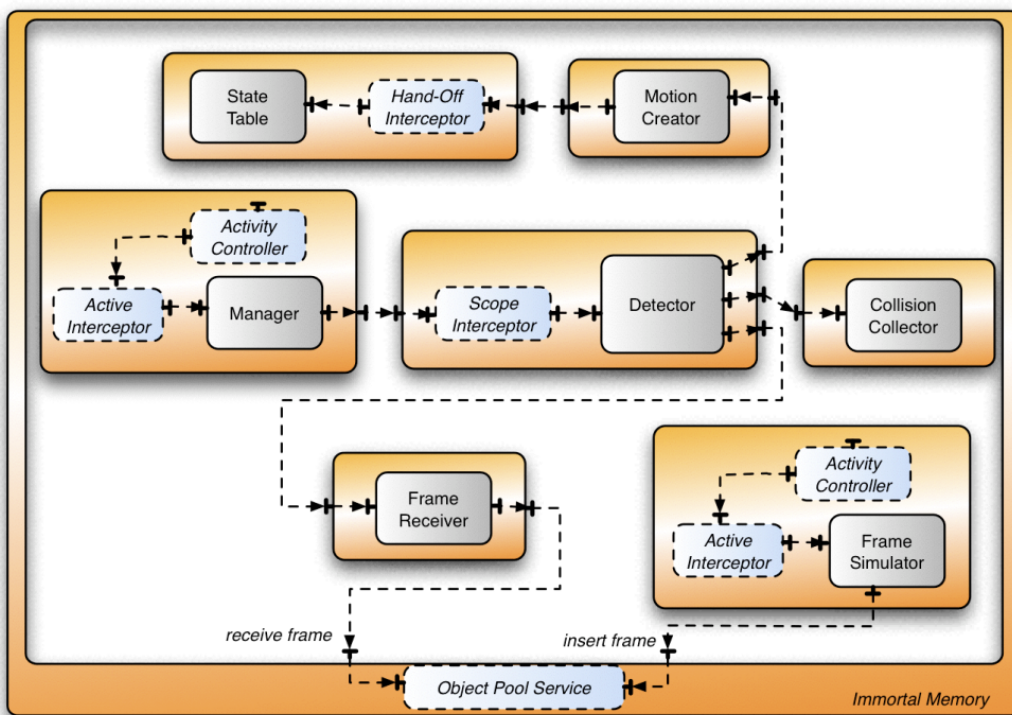 State
Table
Hand-Off
Interceptor
Motion
Creator
Activity
Controller
Active
Interceptor
Manager
Scope
Interceptor
Detector
Collision
Collector
Frame
Receiver
Activity
Controller
Active
Interceptor
Frame
Simulator
receive frame
insert frame
Object Pool Service
Immortal Memory